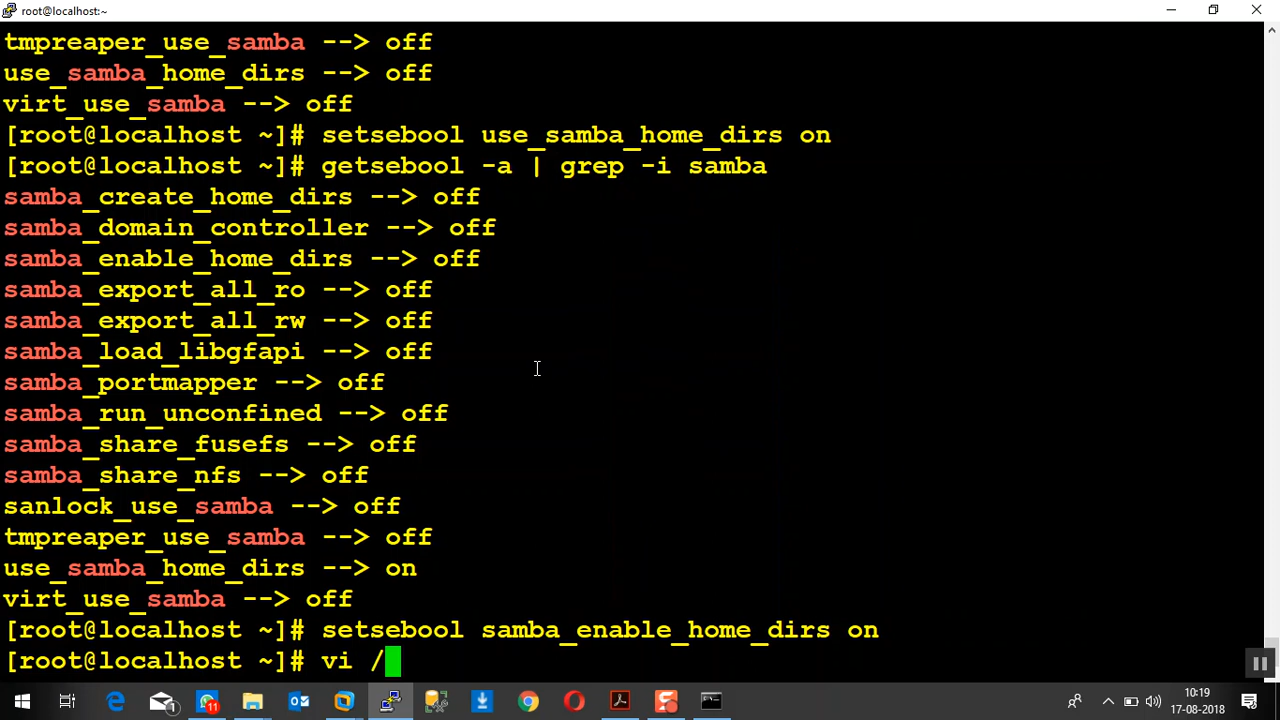 root@localhost:~
tmpreaper_use_samba --> off
use_samba_home_dirs --> off
virt_use_samba --> off
[root@localhost ~]# setsebool use_samba_home_dirs on
[root@localhost ~]# getsebool -a | grep -i samba
samba_create_home_dirs --> off
samba_domain_controller --> off
samba_enable_home_dirs --> off
samba_export_all_ro --> off
samba_export_all_rw --> off
samba_load_libgfapi --> off
samba_portmapper --> off
samba_run_unconfined --> off
samba_share_fusefs --> off
samba_share_nfs --> off
sanlock_use_samba --> off
tmpreaper_use_samba --> off
use_samba_home_dirs --> on
virt_use_samba --> off
[root@localhost ~]# setsebool samba_enable_home_dirs on
[root@localhost ~]# vi /
1
11
10:19
17-08-2018